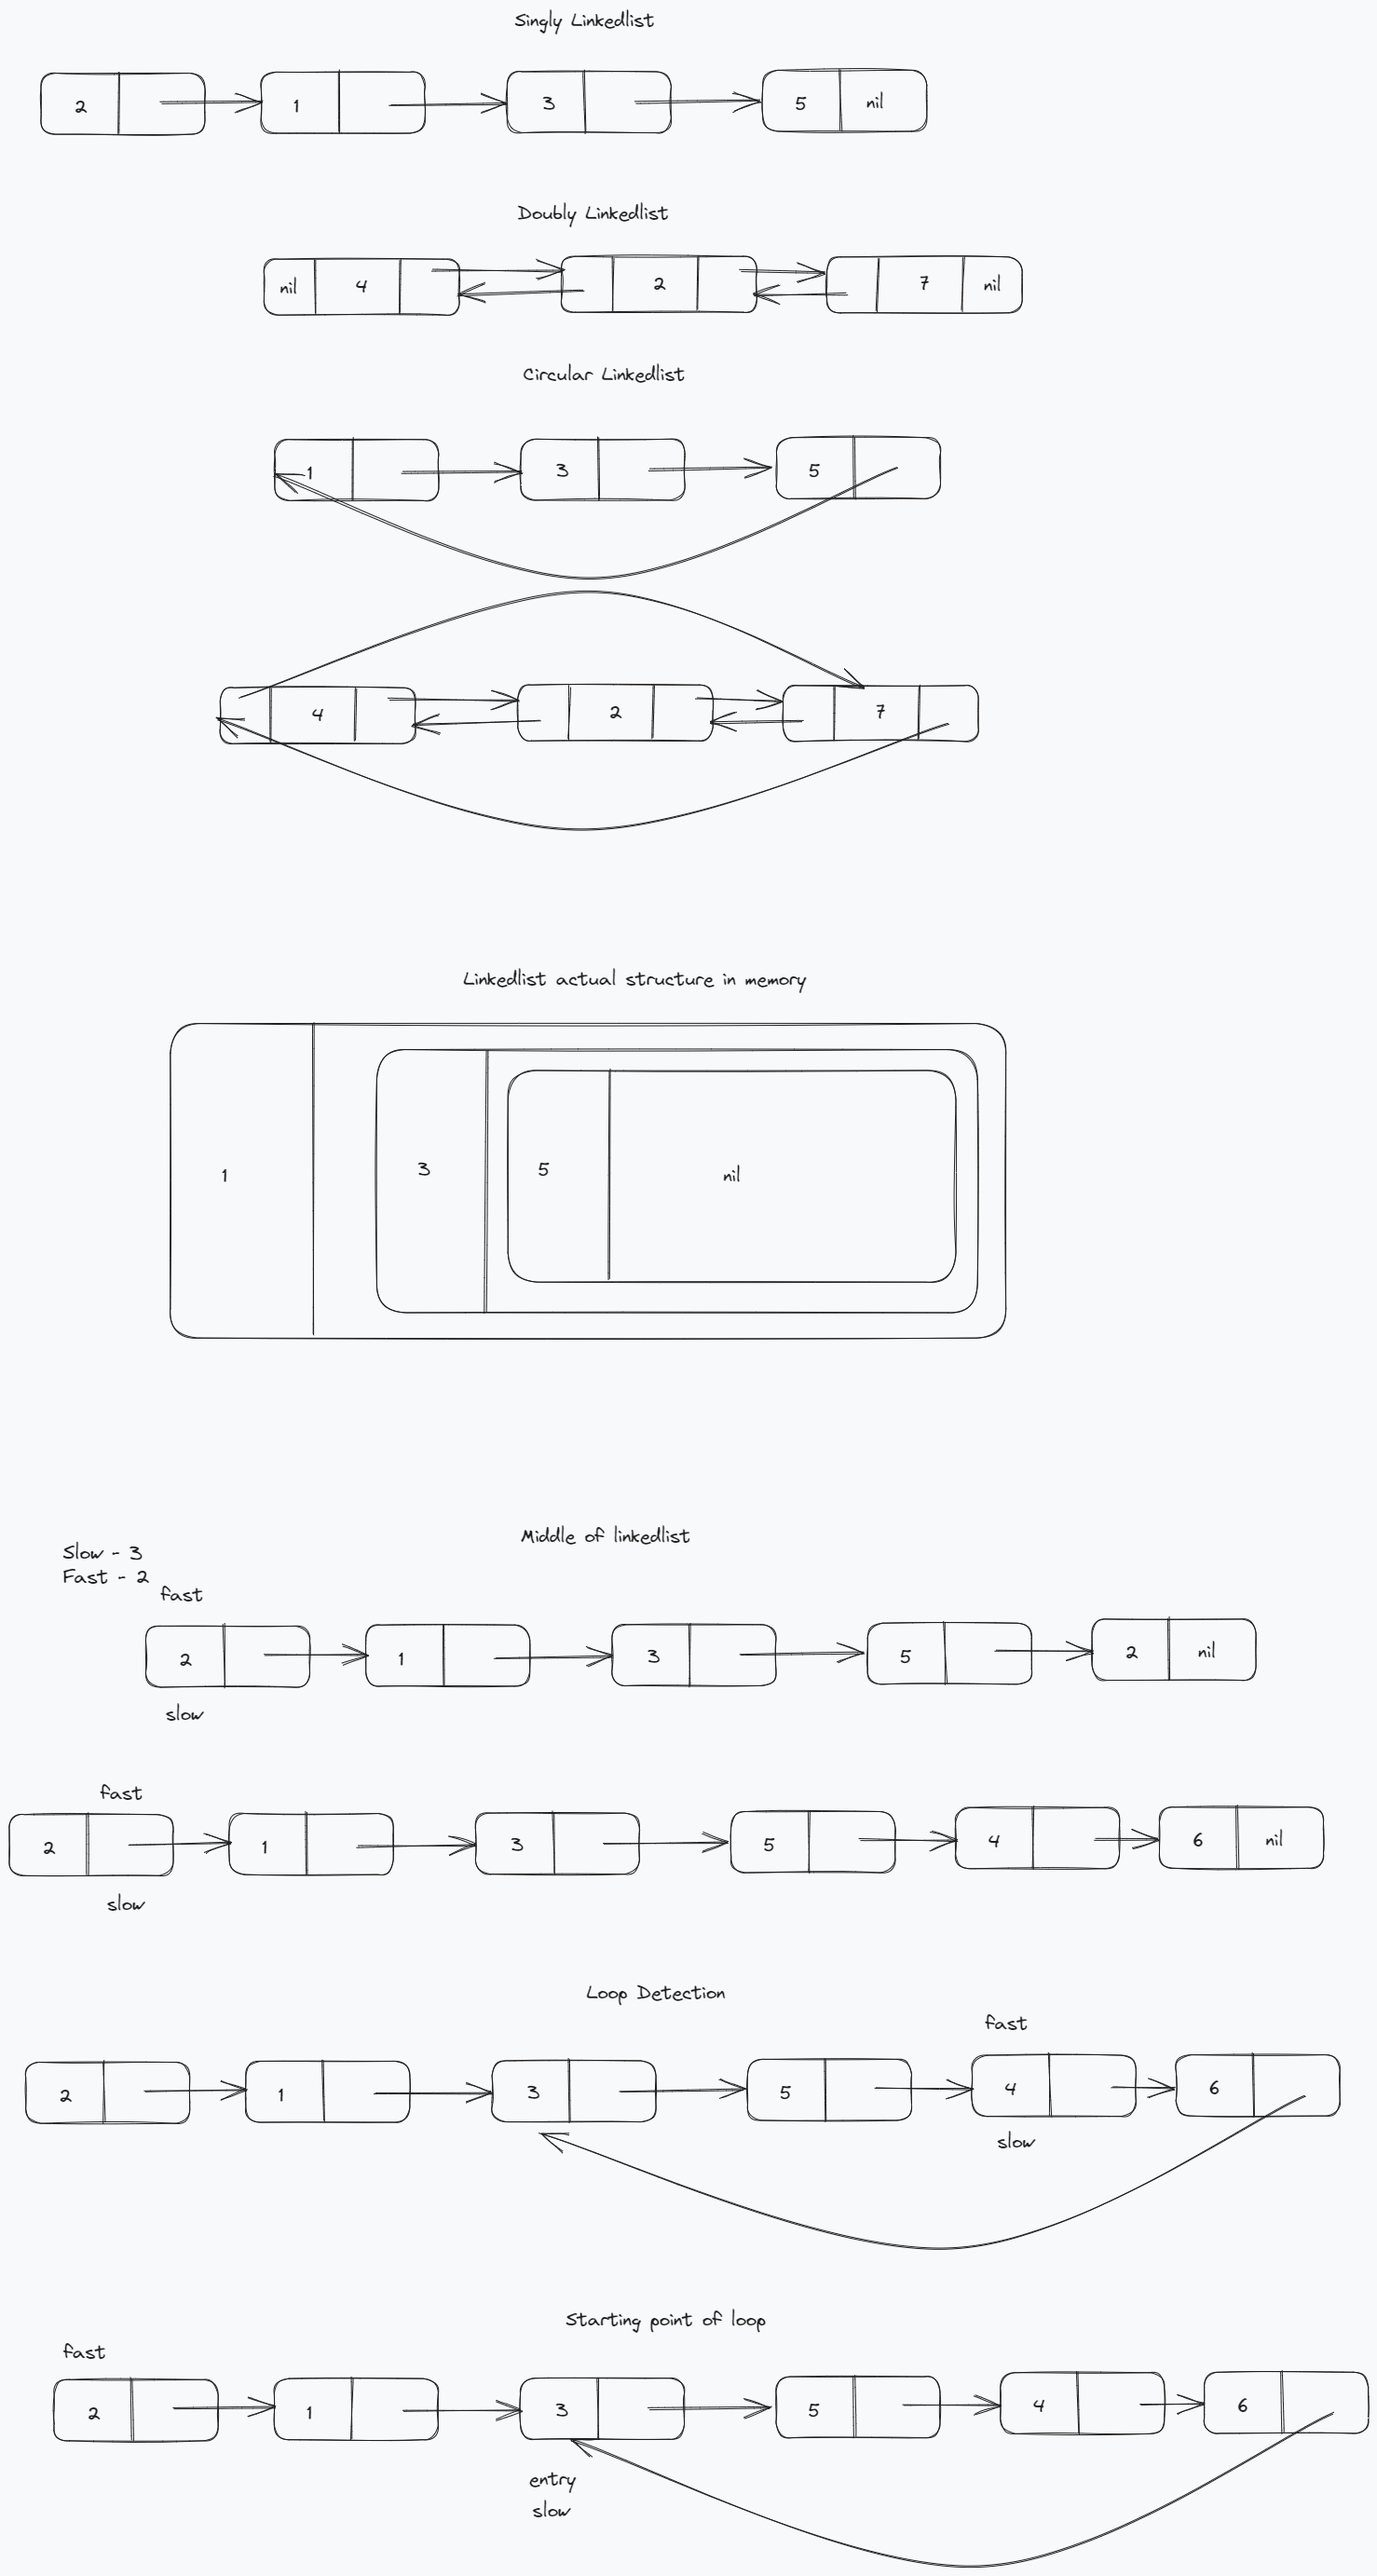 Singly Linkedlist
2 1 3 5 nil
Doubly Linkedlist
nil 4 2 7 nil
Circular Linkedlist
1 3 5
4 2 7
Linkedlist actual structure in memory
1 3 5 nil
Middle of linkedlist
Slow - 3
Fast - 2
fast
2 1 3 5 2 nil
slow
fast
2 1 3 5 4 6 nil
slow
Loop Detection
fast
2 1 3 5 4 6
slow
Starting point of loop
fast
2 1 3 5 4 6
entry
slow